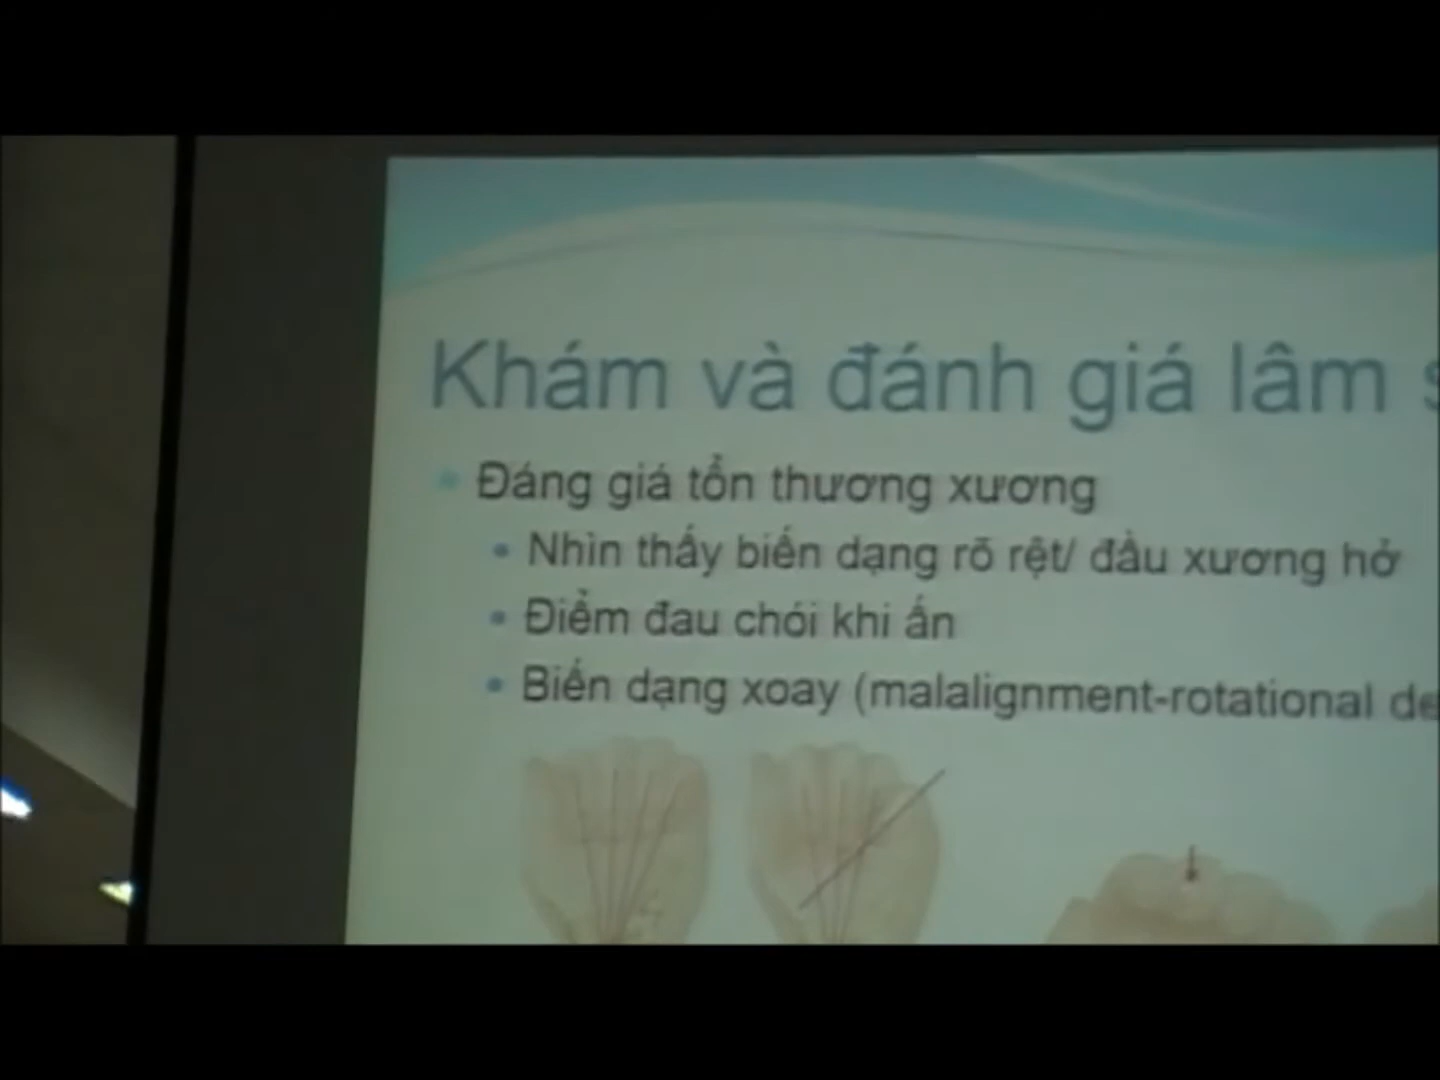 Khám và đánh giá lâm
Đáng giá tổn thương xương
Nhìn thấy biến dạng rõ rệt/ đầu xương hở
Điểm đau chói khi ấn
Biến dạng xoay (malalignment-rotational